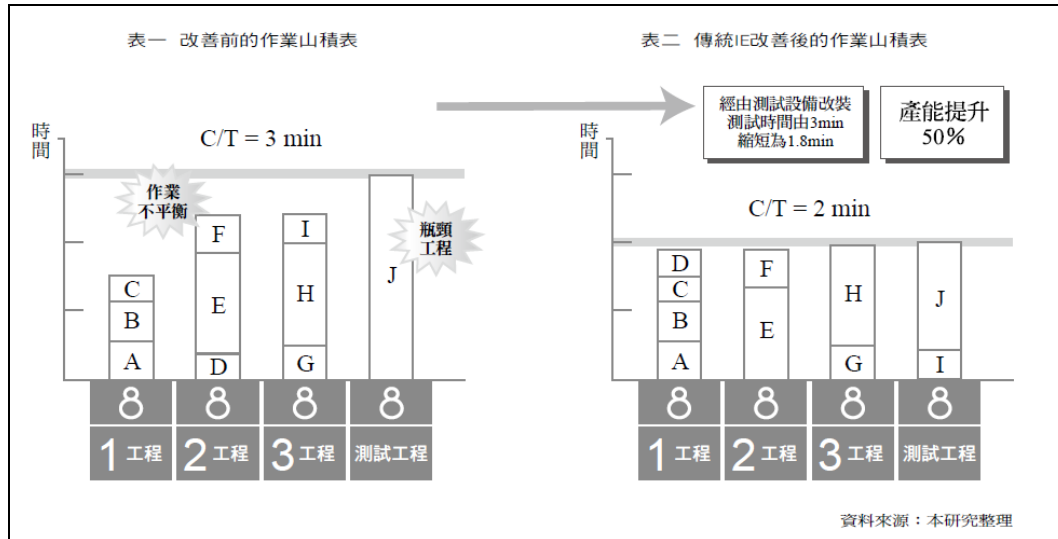 表一 改善前的作業山積表
時間
C/T = 3 min
作業
不平衡
瓶頸
工程
C
B
A
F
E
D
I
H
G
J
8 8 8 8
1工程 2工程 3工程 測試工程
表二 傳統IE改善後的作業山積表
經由測試設備改裝
測試時間由3min
縮短為1.8min
產能提升
50%
時間
C/T = 2 min
D
C
B
A
F
E
H
G
J
I
8 8 8 8
1工程 2工程 3工程 測試工程
資料來源：本研究整理